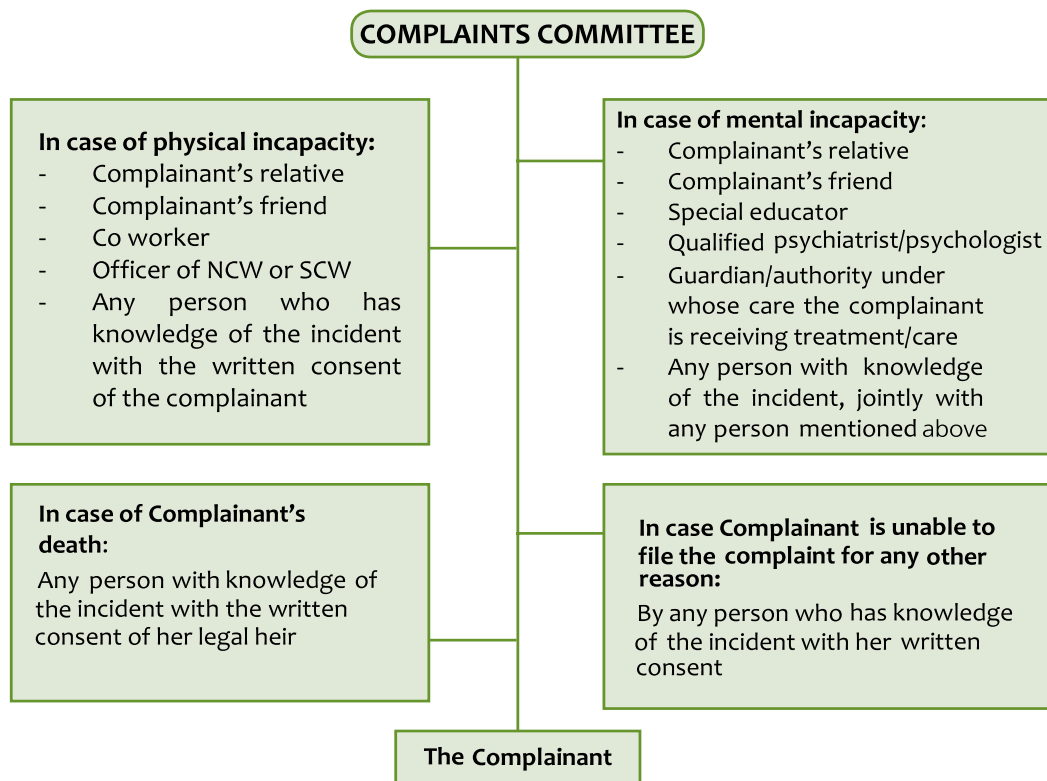 COMPLAINTS COMMITTEE
In case of physical incapacity:
- Complainant’s relative
- Complainant’s friend
- Co worker
- Officer of NCW or SCW
- Any person who has
knowledge of the incident
with the written consent
of the complainant
In case of mental incapacity:
- Complainant’s relative
- Complainant’s friend
- Special educator
- Qualified psychiatrist/psychologist
- Guardian/authority under
whose care the complainant
is receiving treatment/care
- Any person with knowledge
of the incident, jointly with
any person mentioned above
In case of Complainant’s
death:
Any person with knowledge of
the incident with the written
consent of her legal heir
In case Complainant is unable to
file the complaint for any other
reason:
By any person who has knowledge
of the incident with her written
consent
The Complainant